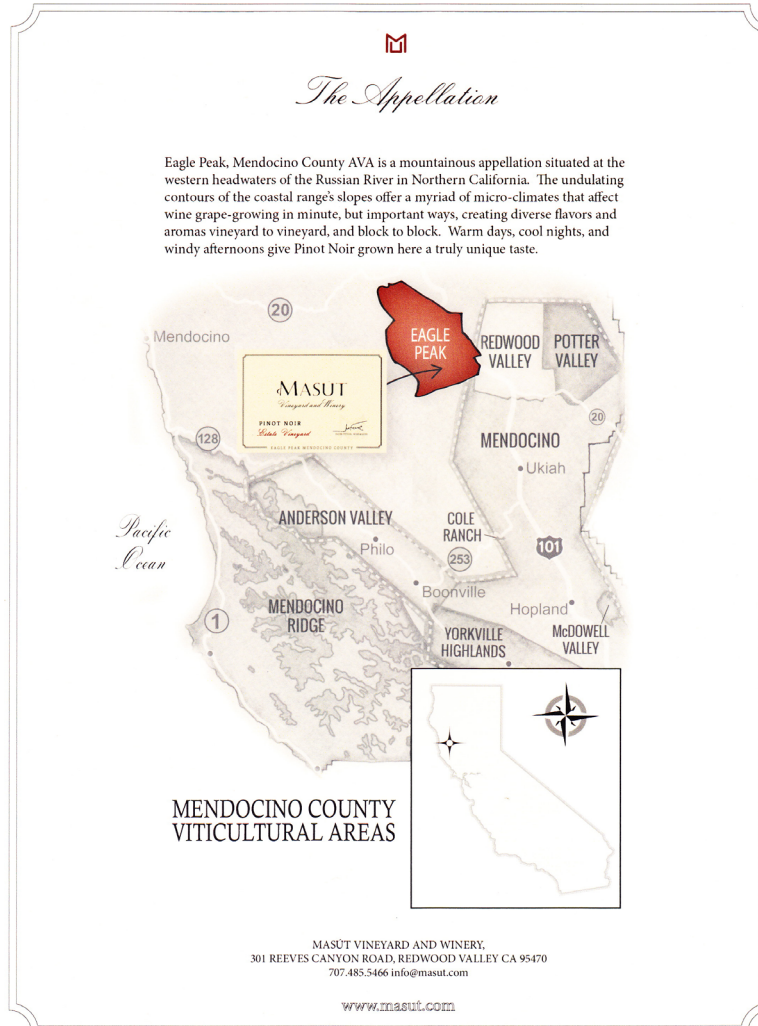 The Appellation
Eagle Peak, Mendocino County AVA is a mountainous appellation situated at the
western headwaters of the Russian River in Northern California. The undulating
contours of the coastal range's slopes offer a myriad of micro-climates that affect
wine grape-growing in minute, but important ways, creating diverse flavors and
aromas vineyard to vineyard, and block to block. Warm days, cool nights, and
windy afternoons give Pinot Noir grown here a truly unique taste.
20
Mendocino
EAGLE
PEAK
REDWOOD
VALLEY
POTTER
VALLEY
MASUT
Vineyard and Winery
PINOT NOIR
Estate Vineyard
EAGLE PEAK MENDOCINO COUNTY
20
128
MENDOCINO
Ukiah
Pacific
Ocean
ANDERSON VALLEY
Philo
COLE
RANCH
253
101
Boonville
Hopland
MENDOCINO
RIDGE
1
YORKVILLE
HIGHLANDS
McDOWELL
VALLEY
MENDOCINO COUNTY
VITICULTURAL AREAS
MASÚT VINEYARD AND WINERY,
301 REEVES CANYON ROAD, REDWOOD VALLEY CA 95470
707.485.5466 info@masut.com
www.masut.com